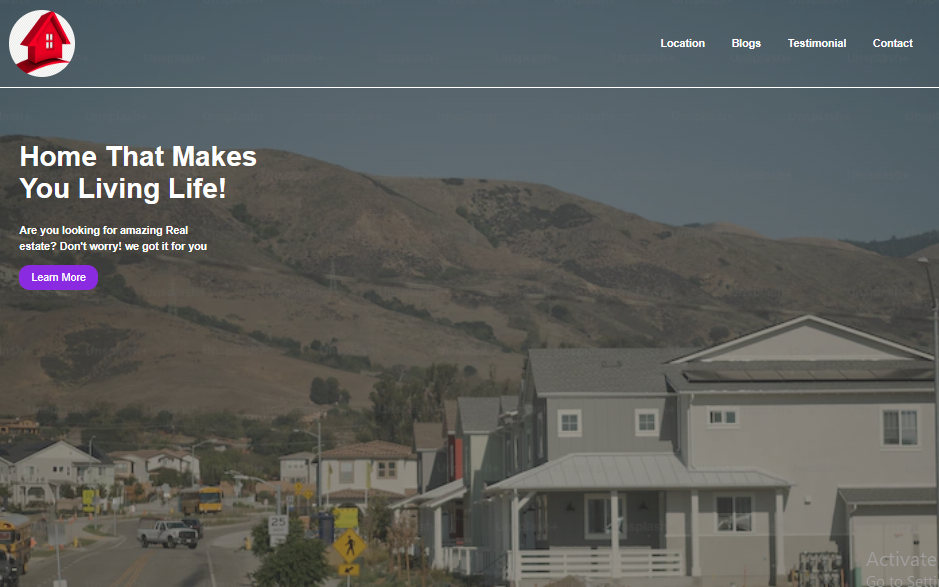 Location Blogs Testimonial Contact
Home That Makes
You Living Life!
Are you looking for amazing Real
estate? Don't worry! we got it for you
Learn More
25
Activate
Go to Sett